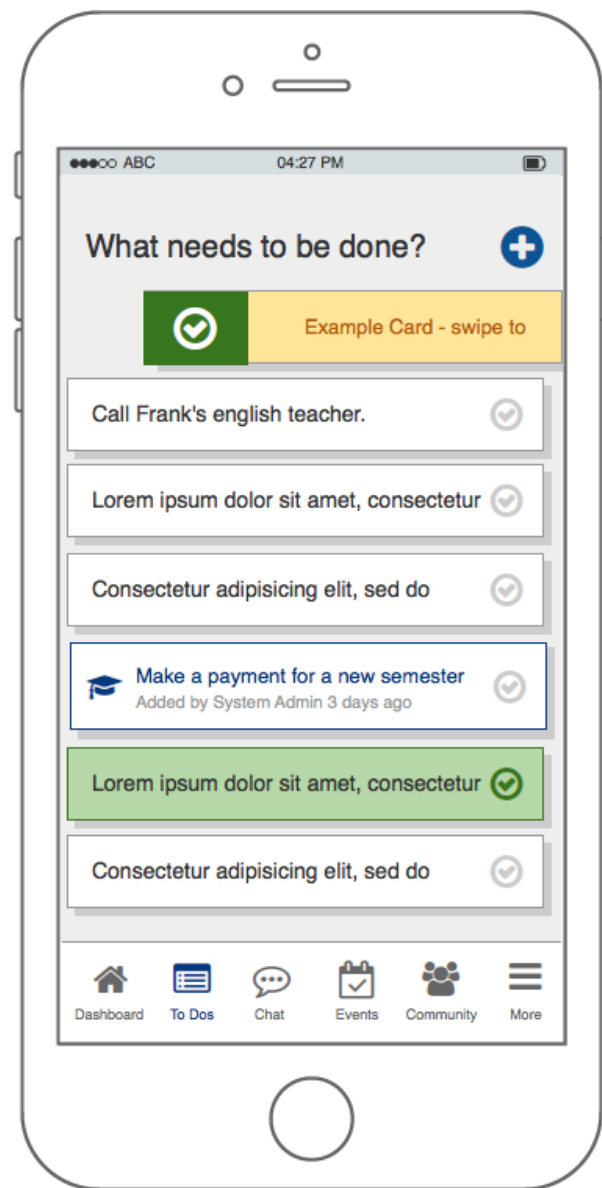 ABC 04:27 PM
What needs to be done?
Example Card - swipe to
Call Frank's english teacher.
Lorem ipsum dolor sit amet, consectetur
Consectetur adipisicing elit, sed do
Make a payment for a new semester
Added by System Admin 3 days ago
Lorem ipsum dolor sit amet, consectetur
Consectetur adipisicing elit, sed do
Dashboard To Dos Chat Events Community More